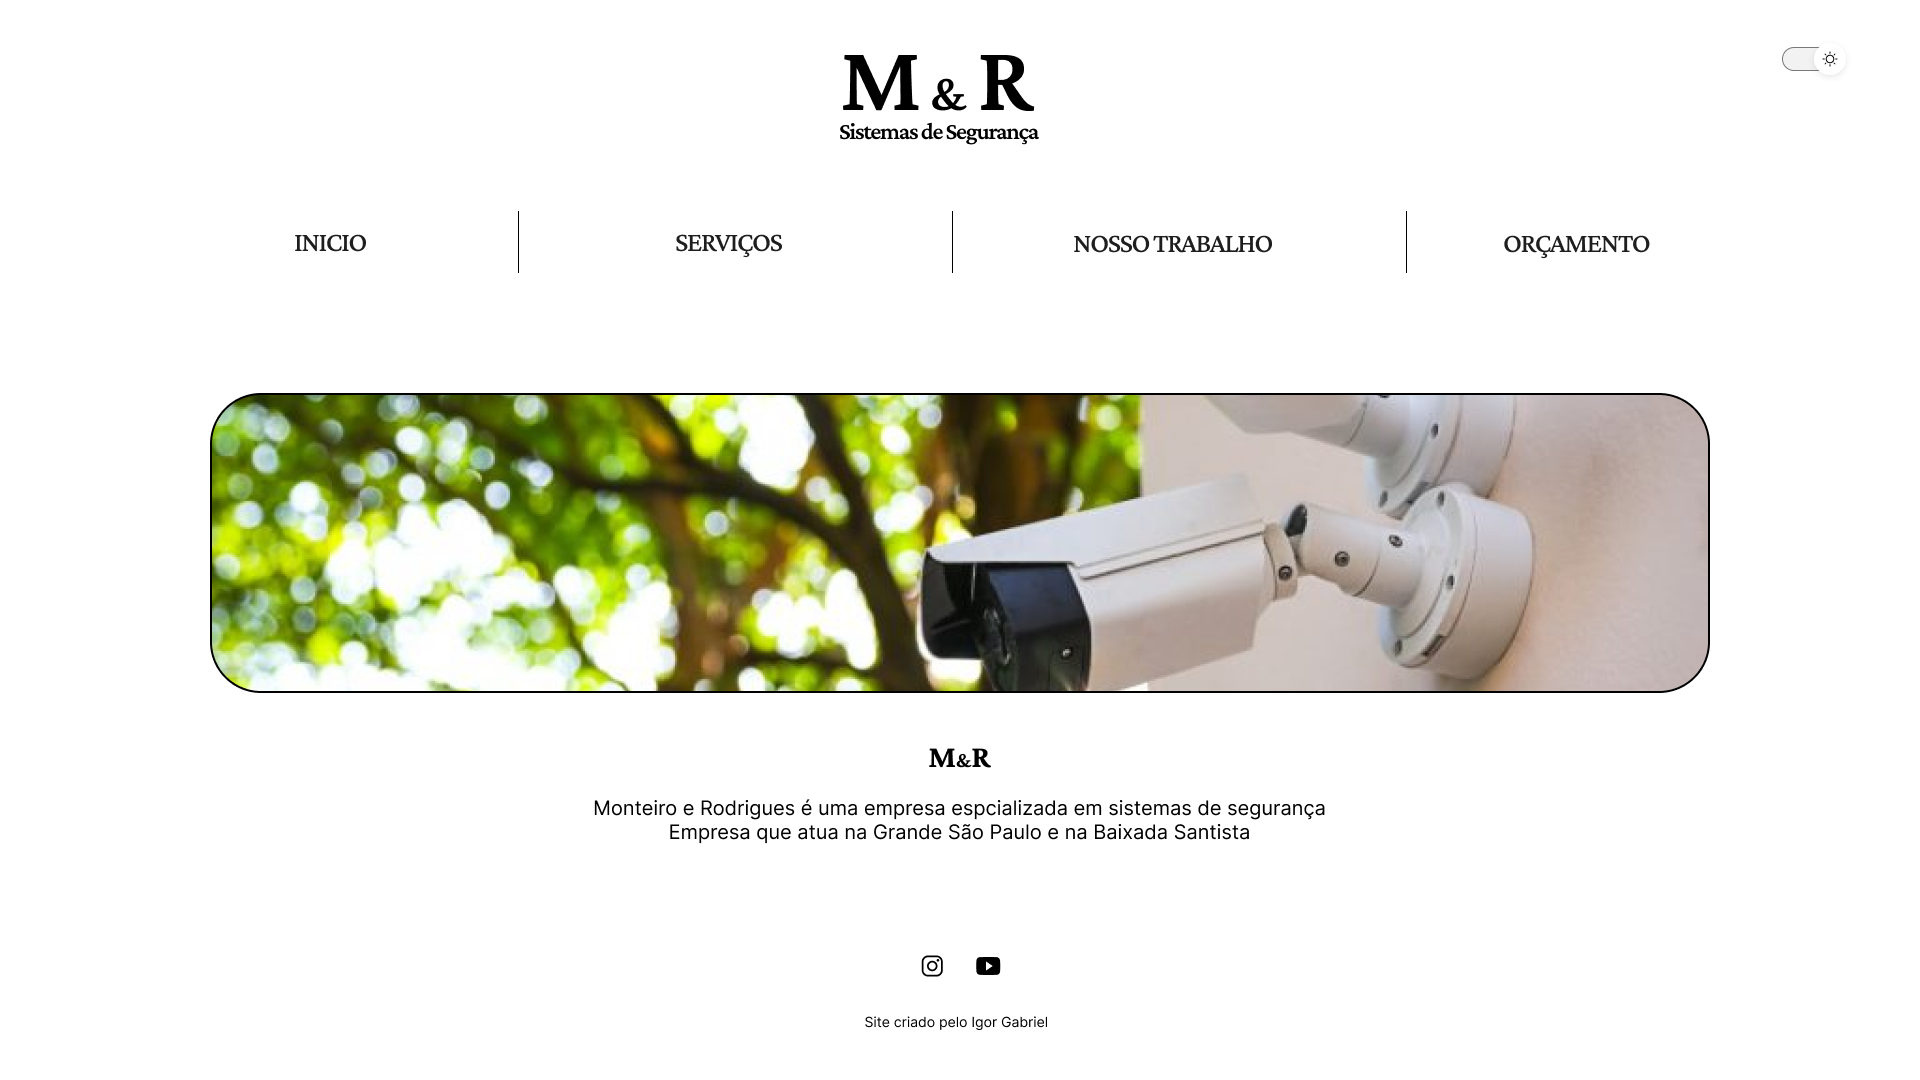 M & R
Sistemas de Segurança
INICIO
SERVIÇOS
NOSSO TRABALHO
ORÇAMENTO
M&R
Monteiro e Rodrigues é uma empresa espcializada em sistemas de segurança
Empresa que atua na Grande São Paulo e na Baixada Santista
Site criado pelo Igor Gabriel